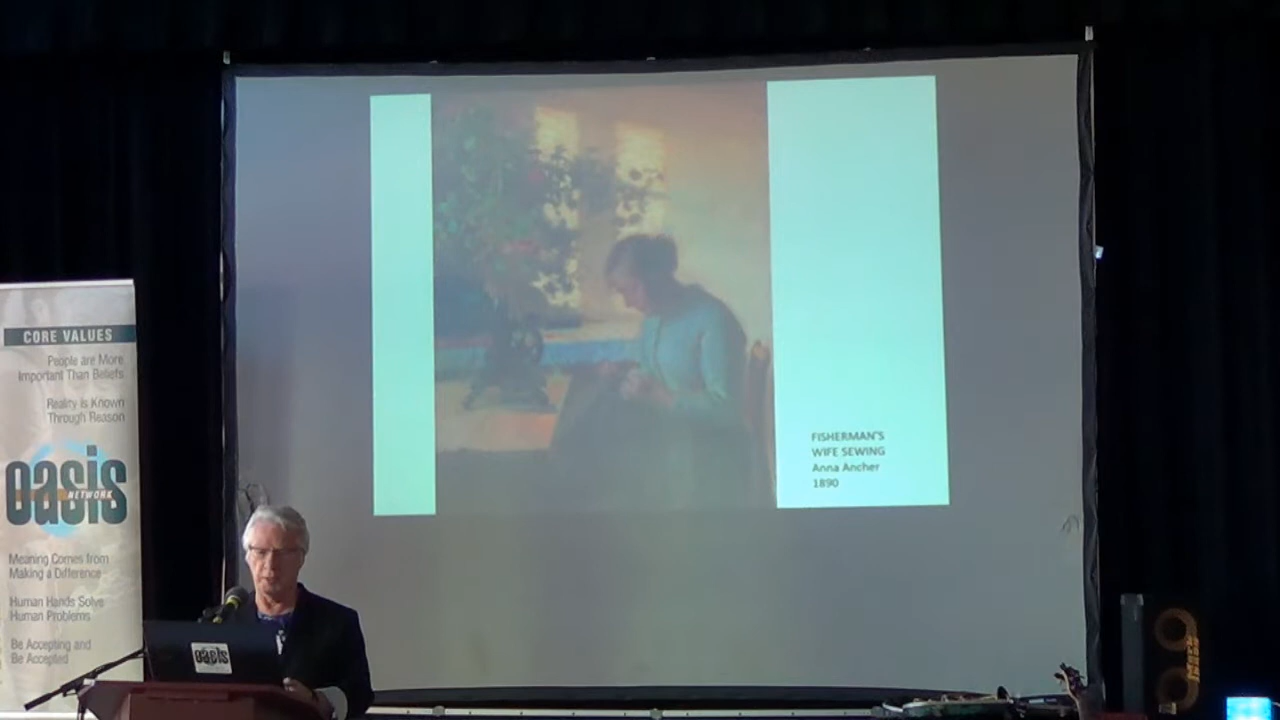 CORE VALUES
People are More
Important Than Beliefs
Reality is Known
Through Reason
oasis
NETWORK
Meaning Comes from
Making a Difference
Human Hands Solve
Human Problems
Be Accepting and
Be Accepted
oasis
FISHERMAN'S
WIFE SEWING
Anna Ancher
1890